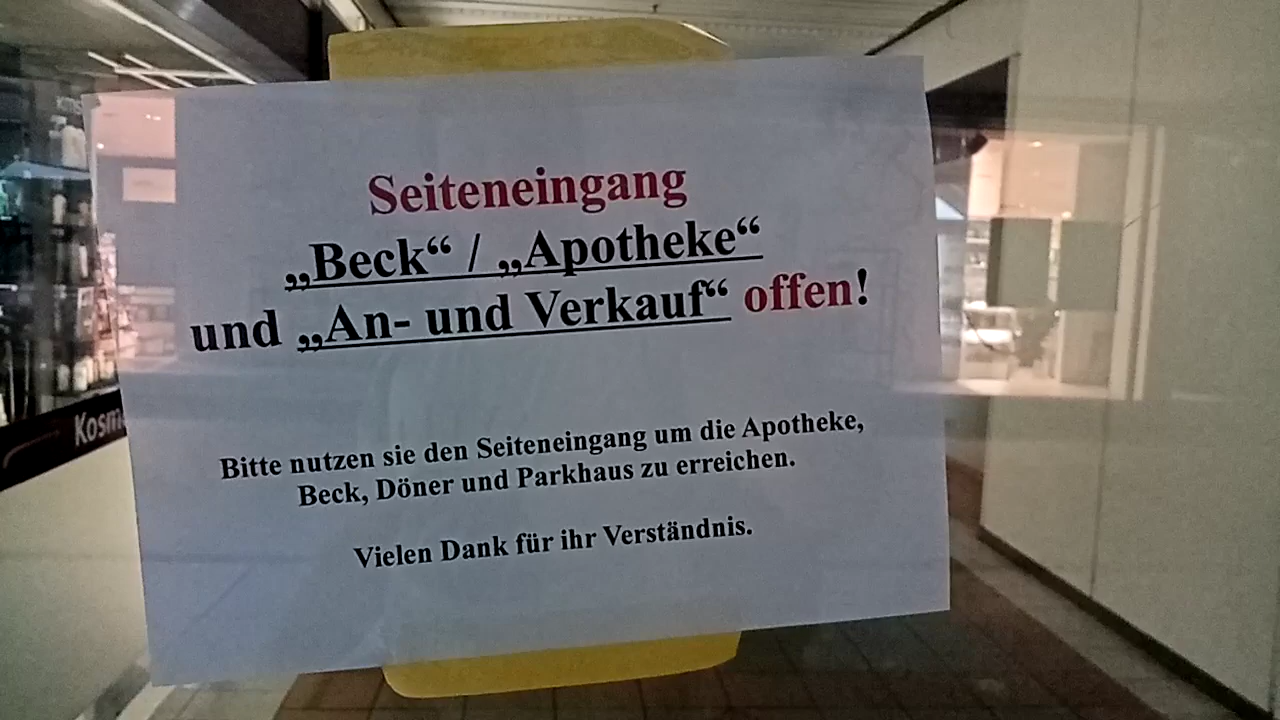 Seiteneingang
„Beck“ / „Apotheke“
und „An- und Verkauf“ offen!
Bitte nutzen sie den Seiteneingang um die Apotheke,
Beck, Döner und Parkhaus zu erreichen.
Vielen Dank für ihr Verständnis.
Kosm